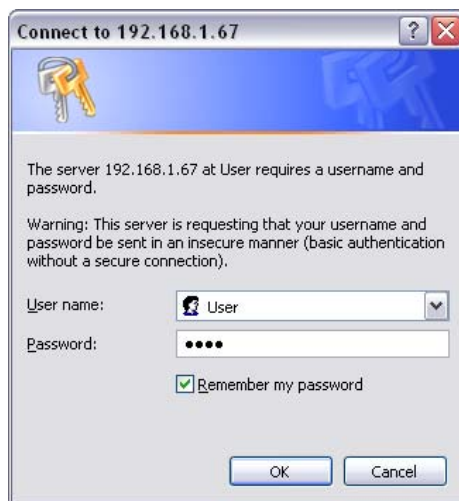 Connect to 192.168.1.67
The server 192.168.1.67 at User requires a username and
password.
Warning: This server is requesting that your username and
password be sent in an insecure manner (basic authentication
without a secure connection).
User name: User
Password: ●●●●
Remember my password
OK Cancel